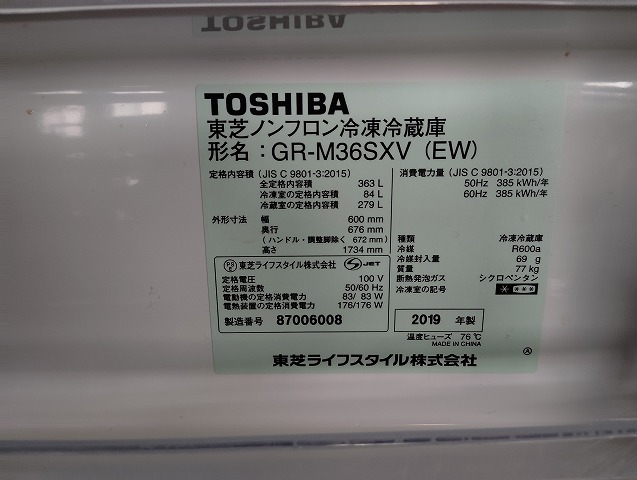 TOSHIBA
TOSHIBA
東芝ノンフロン冷凍冷蔵庫
形名：GR-M36SXV（EW）
定格内容積（JIS C 9801-3:2015）
全定格内容積 363 L
冷凍室の定格内容積 84 L
冷蔵室の定格内容積 279 L
外形寸法 幅 600 mm
奥行 676 mm
（ハンドル・調整脚除く 672 mm）
高さ 1734 mm
消費電力量（JIS C 9801-3:2015）
50Hz 385 kWh/年
60Hz 385 kWh/年
種類 冷凍冷蔵庫
冷媒 R600a
冷媒封入量 69 g
質量 77 kg
断熱発泡ガス シクロペンタン
冷凍室の記号
PS E 東芝ライフスタイル株式会社 S JET
定格電圧 100 V
定格周波数 50/60 Hz
電動機の定格消費電力 83/ 83 W
電熱装置の定格消費電力 176/176 W
製造番号 87006008
2019 年製
温度ヒューズ 76℃
MADE IN CHINA
東芝ライフスタイル株式会社
A